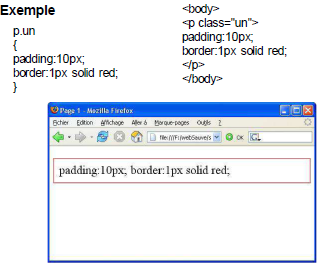 Exemple
p.un
{
padding:10px;
border:1px solid red;
}
<body>
<p class="un">
padding:10px;
border:1px solid red;
</p>
</body>
Page 1 - Mozilla Firefox
Fichier Edition Affichage Aller à Marque-pages Outils ?
file:///F:/webSauve/s OK
padding:10px; border:1px solid red;